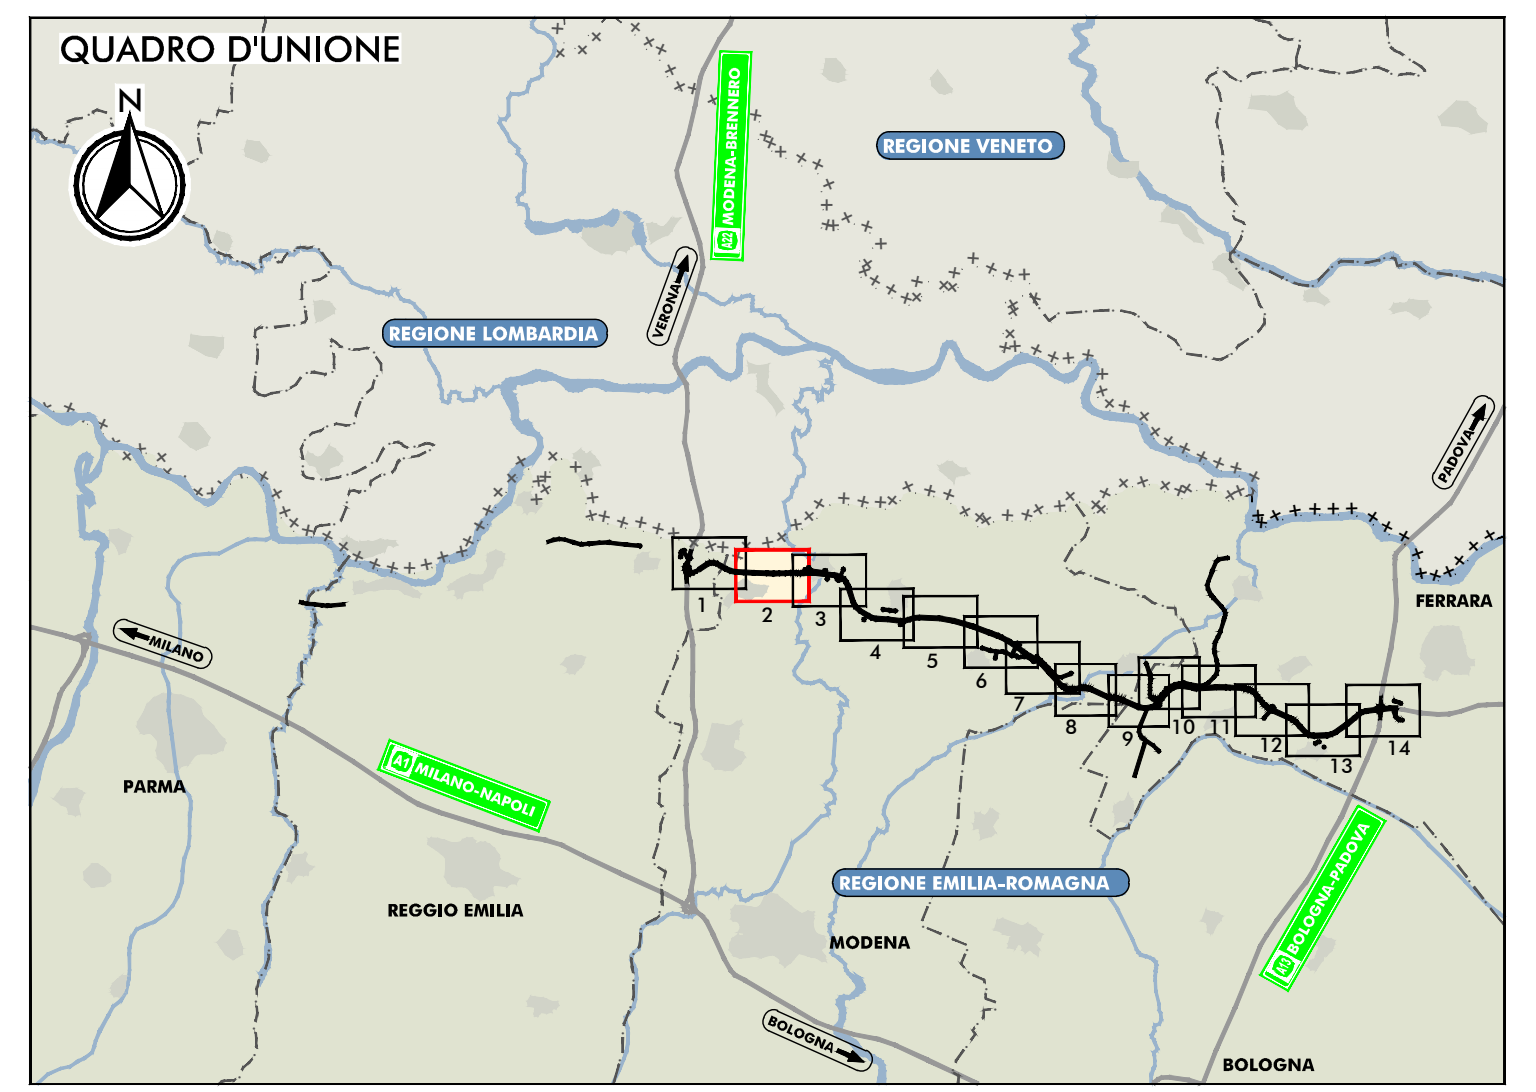 QUADRO D'UNIONE
N
A22 MODENA-BRENNERO
REGIONE VENETO
VERONA
REGIONE LOMBARDIA
PADOVA
FERRARA
1
2
3
4
5
6
7
8
9
10
11
12
13
14
MILANO
PARMA
A1 MILANO-NAPOLI
REGGIO EMILIA
REGIONE EMILIA-ROMAGNA
MODENA
A13 BOLOGNA-PADOVA
BOLOGNA
BOLOGNA